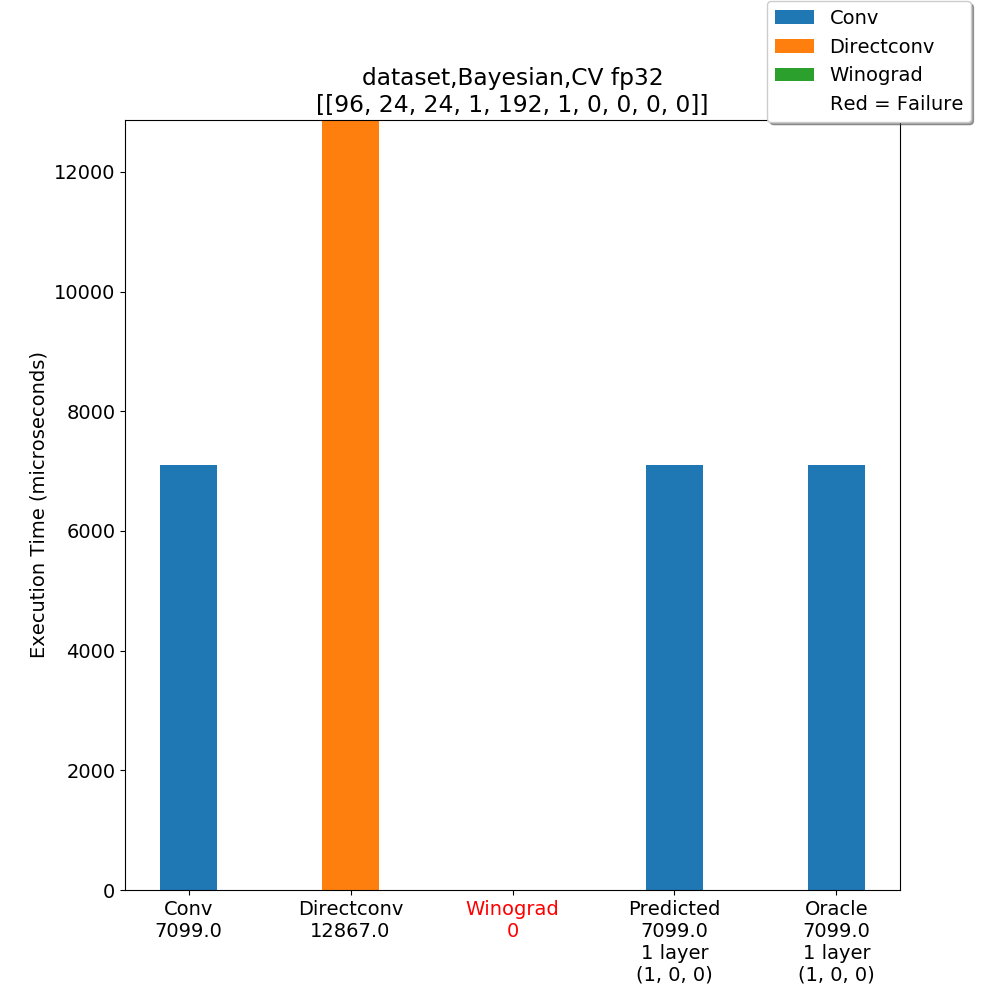 Conv
Directconv
Winograd
Red = Failure
dataset,Bayesian,CV fp32
[[96, 24, 24, 1, 192, 1, 0, 0, 0, 0]]
Execution Time (microseconds)
12000
10000
8000
6000
4000
2000
0
Conv
7099.0
Directconv
12867.0
Winograd
0
Predicted
7099.0
1 layer
(1, 0, 0)
Oracle
7099.0
1 layer
(1, 0, 0)